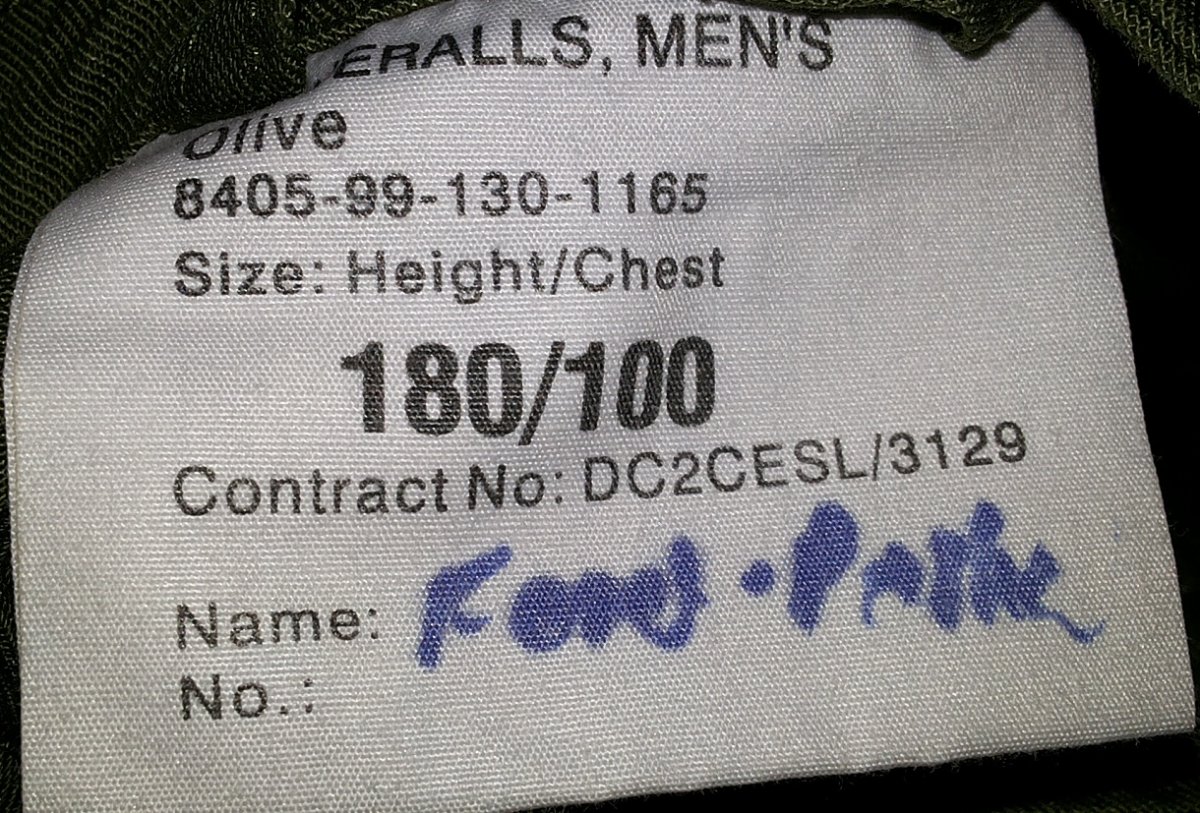 ERALLS, MEN'S
Olive
8405-99-130-1165
Size: Height/Chest
180/100
Contract No: DC2CESL/3129
Name:
No.: